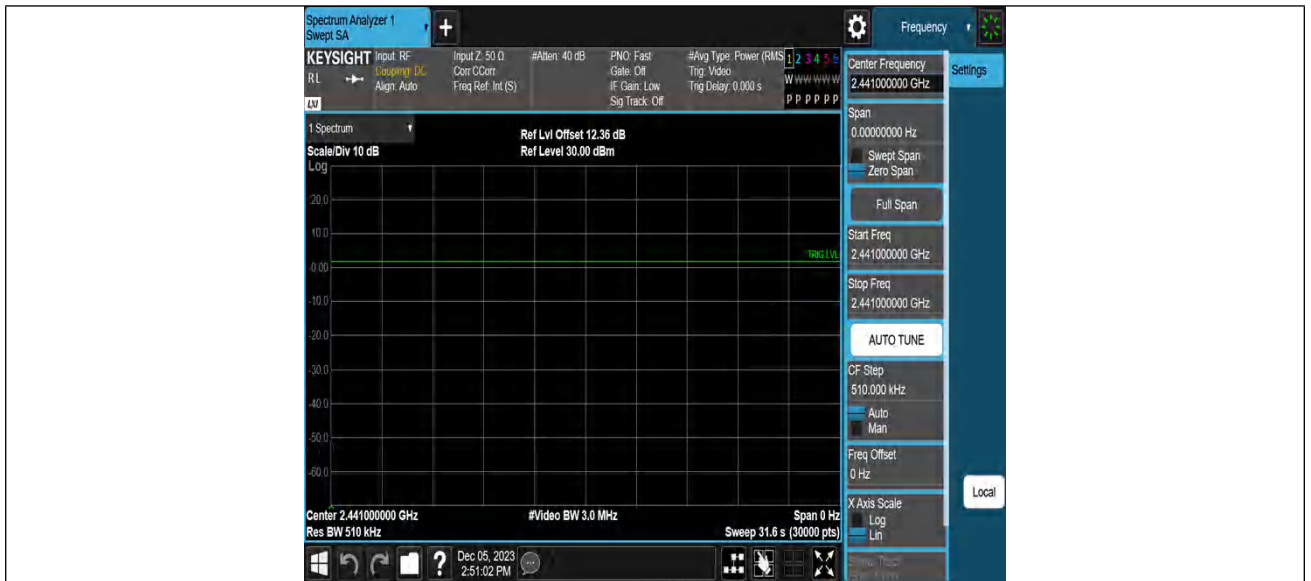 Spectrum Analyzer 1
Swept SA
+
Frequency
KEYSIGHT
RL
LXI
Input: RF
Coupling: DC
Align: Auto
Input Z: 50 Ω
Corr CCorr
Freq Ref: Int (S)
#Atten: 40 dB
PNO: Fast
Gate: Off
IF Gain: Low
Sig Track: Off
#Avg Type: Power (RMS
Trig: Video
Trig Delay: 0.000 s
1 2 3 4 5 6
W W W W W W
P P P P P P
1 Spectrum
Scale/Div 10 dB
Ref Lvl Offset 12.36 dB
Ref Level 30.00 dBm
Log
20.0
10.0
TRIG LVL
0.00
-10.0
-20.0
-30.0
-40.0
-50.0
-60.0
Center 2.441000000 GHz
#Video BW 3.0 MHz
Span 0 Hz
Res BW 510 kHz
Sweep 31.6 s (30000 pts)
?
Dec 05, 2023
2:51:02 PM
Center Frequency
2.441000000 GHz
Settings
Span
0.00000000 Hz
Swept Span
Zero Span
Full Span
Start Freq
2.441000000 GHz
Stop Freq
2.441000000 GHz
AUTO TUNE
CF Step
510.000 kHz
Auto
Man
Freq Offset
0 Hz
Local
X Axis Scale
Log
Lin